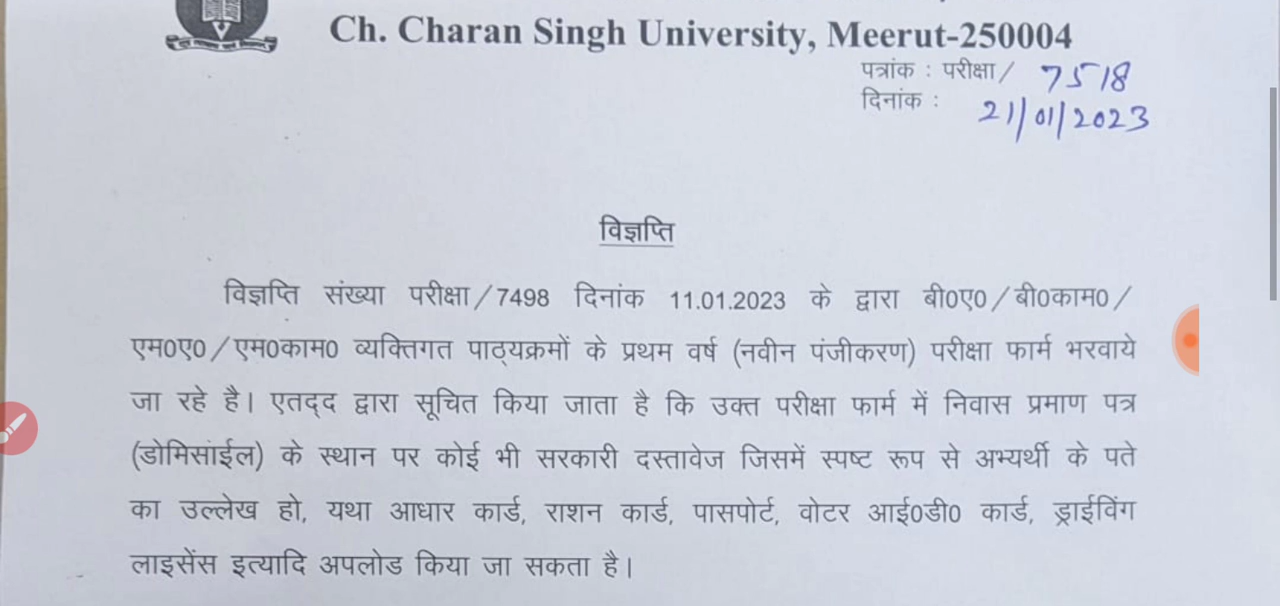 Ch. Charan Singh University, Meerut-250004
पत्रांक : परीक्षा/ 7518
दिनांक : 21/01/2023
विज्ञप्ति
विज्ञप्ति संख्या परीक्षा/7498 दिनांक 11.01.2023 के द्वारा बी0ए0/बी0काम0/
एम0ए0/एम0काम0 व्यक्तिगत पाठ्यक्रमों के प्रथम वर्ष (नवीन पंजीकरण) परीक्षा फार्म भरवाये
जा रहे है। एतद्द द्वारा सूचित किया जाता है कि उक्त परीक्षा फार्म में निवास प्रमाण पत्र
(डोमिसाईल) के स्थान पर कोई भी सरकारी दस्तावेज जिसमें स्पष्ट रूप से अभ्यर्थी के पते
का उल्लेख हो, यथा आधार कार्ड, राशन कार्ड, पासपोर्ट, वोटर आई0डी0 कार्ड, ड्राईविंग
लाइसेंस इत्यादि अपलोड किया जा सकता है।